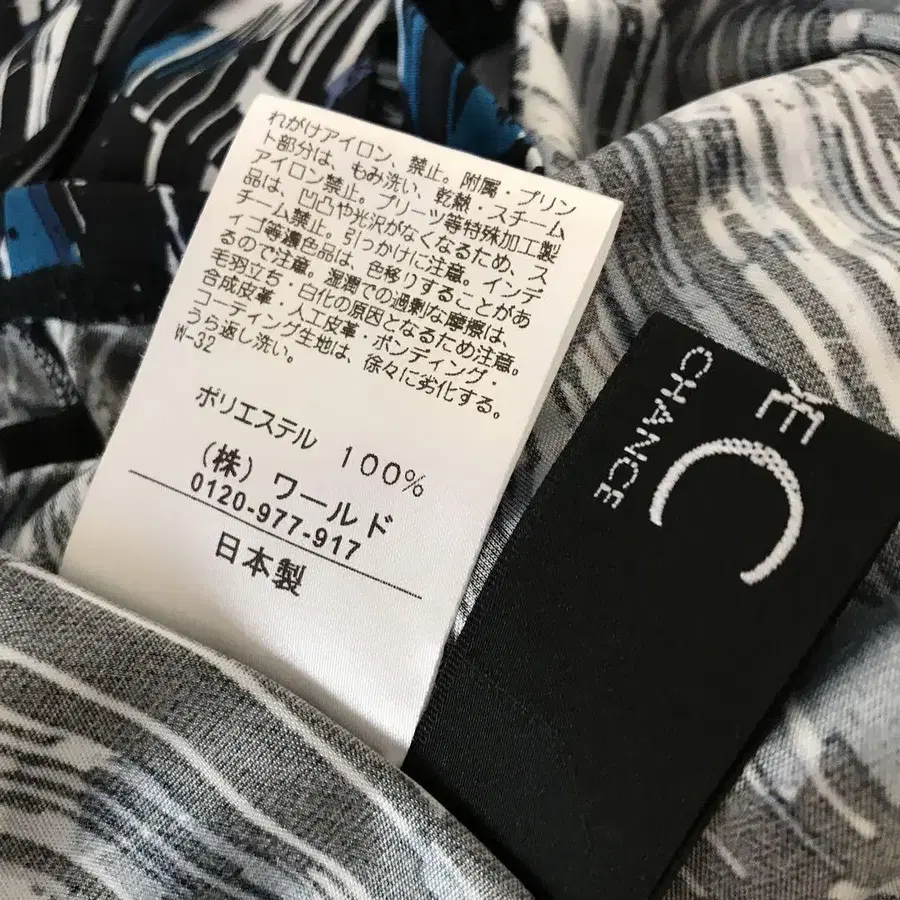 れがけアイロン、禁止。附属・プリン
ト部分は、もみ洗い、乾熱・スチーム
アイロン禁止。プリーツ等特殊加工製
品は、凹凸や光沢がなくなるため、ス
チーム禁止。引っかけに注意。インデ
ィゴ等濃色品は、色移りすることがあ
るので注意。湿潤での過剰な摩擦は、
毛羽立ち・白化の原因となるため注意。
合成皮革・人工皮革・ボンディング・
コーティング生地は、徐々に劣化する。
うら返し洗い。
W-32
ポリエステル 100%
(株) ワールド
0120-977-917
日本製
CHANCE